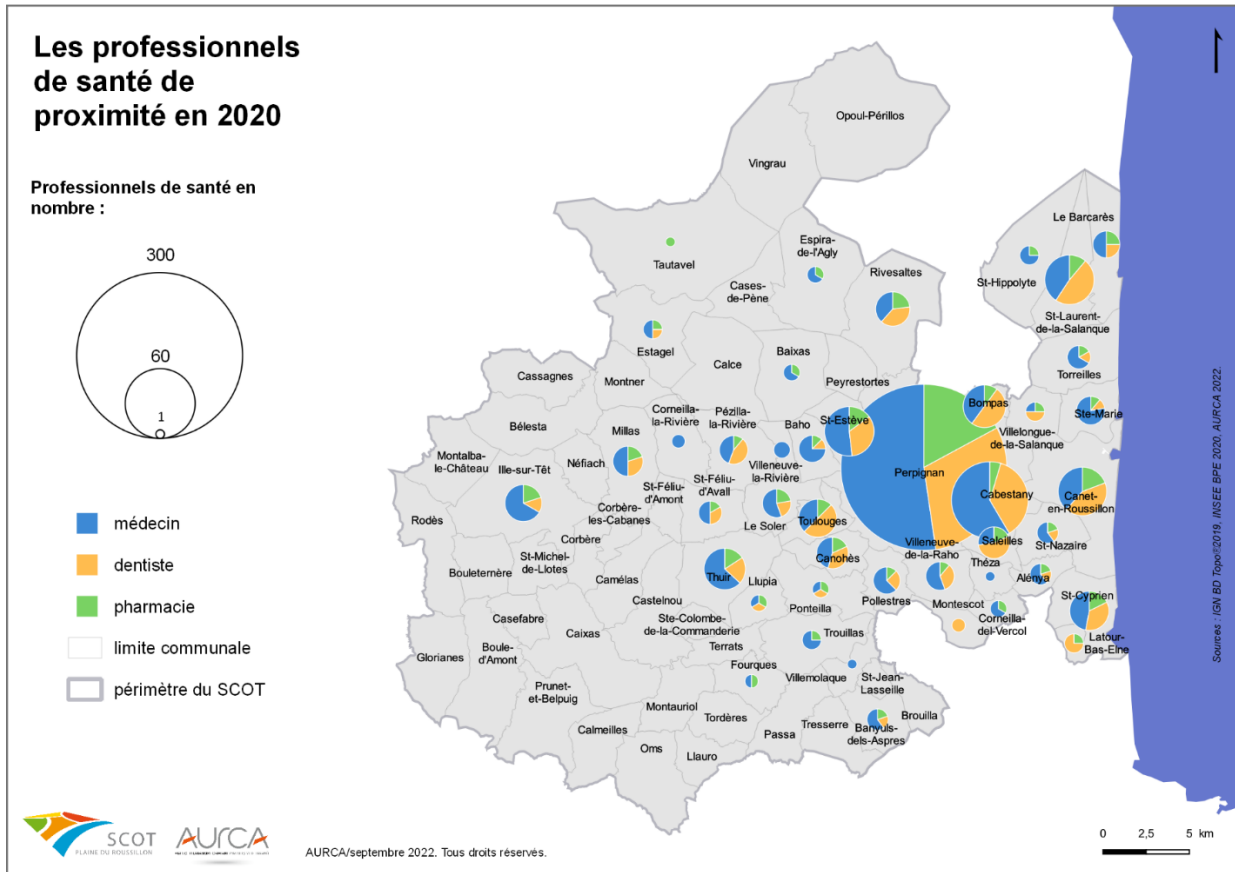 Les professionnels
de santé de
proximité en 2020
Professionnels de santé en
nombre :
300
60
1
médecin
dentiste
pharmacie
limite communale
périmètre du SCOT
Opoul-Périllos
Vingrau
Le Barcarès
Tautavel
Espira-
de-l'Agly
Rivesaltes
St-Hippolyte
Cases-
de-Pène
St-Laurent-
de-la-Salanque
Estagel
Calce
Baixas
Torreilles
Cassagnes
Montner
Peyrestortes
Bélesta
Corneilla-
la-Rivière
Pézilla-
la-Rivière
Baho
St-Estève
Bompas
Ste-Marie
Villelongue-
de-la-Salanque
Montalba-
le-Château
Ille-sur-Têt
Néfiach
Millas
Villeneuve-
la-Rivière
Perpignan
St-Féliu-
d'Amont
St-Féliu-
d'Avall
Cabestany
Canet-
en-Roussillon
Rodès
Corbère-
les-Cabanes
Le Soler
Toulouges
Corbère
Villeneuve-
de-la-Raho
Saleilles
St-Nazaire
St-Michel-
de-Llotes
Canohès
Théza
Bouleternère
Camélas
Thuir
Llupia
Alénya
Castelnou
Ponteilla
Pollestres
Montescot
St-Cyprien
Casefabre
Caixas
Ste-Colombe-
de-la-Commanderie
Trouillas
Corneilla-
del-Vercol
Terrats
Latour-
Bas-Elne
Glorianes
Boule-
d'Amont
Fourques
Villemolaque
St-Jean-
Lasseille
Prunet-
et-Belpuig
Montauriol
Tordères
Tresserre
Banyuls-
dels-Aspres
Brouilla
Calmeilles
Passa
Oms
Llauro
Sources : IGN BD Topo®2019, INSEE BPE 2020, AURCA 2022.
0 2,5 5 km
SCOT
PLAINE DU ROUSSILLON
AURCA
AURCA/septembre 2022. Tous droits réservés.